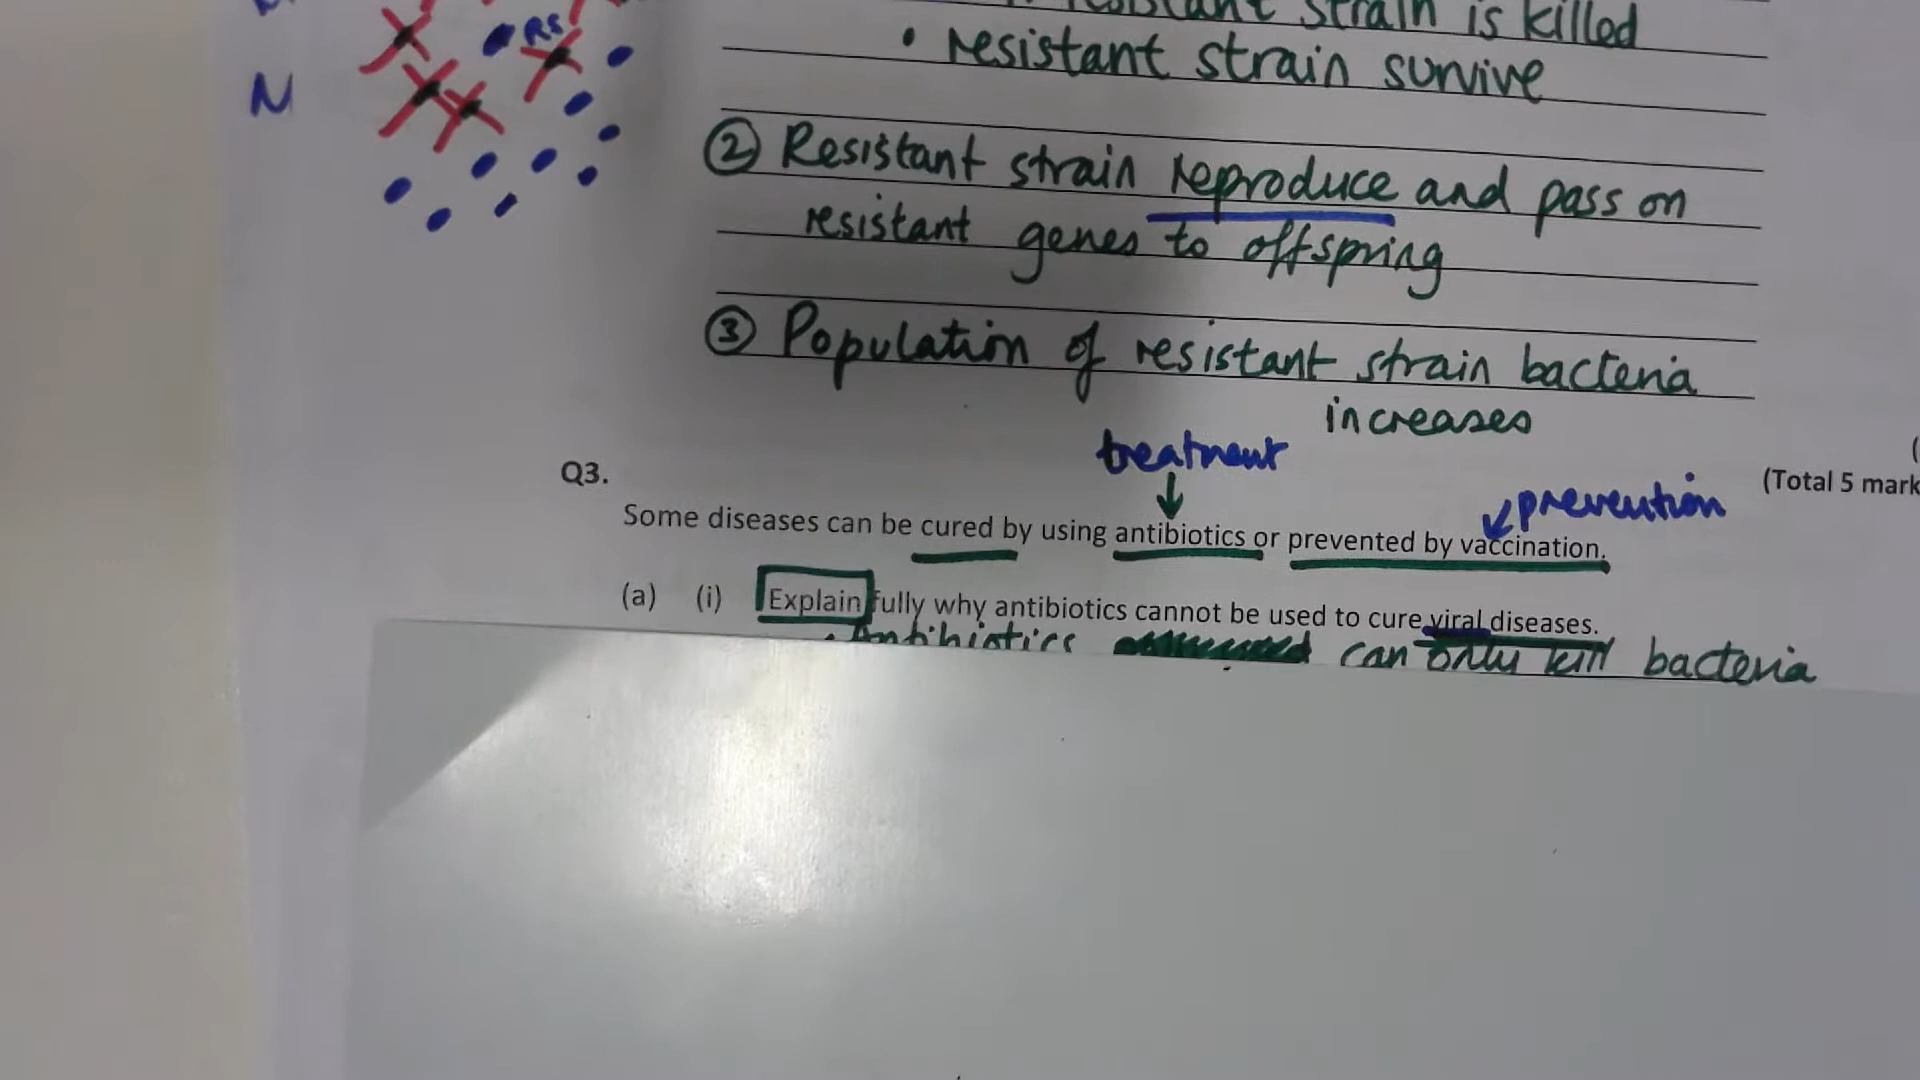 RS
N
strain is killed
• resistant strain survive
② Resistant strain reproduce and pass on
resistant genes to offspring
③ Population of resistant strain bacteria
increases
treatment
Q3.
(Total 5 mark
prevention
Some diseases can be cured by using antibiotics or prevented by vaccination.
(a) (i) Explain fully why antibiotics cannot be used to cure viral diseases.
• Antibiotics can only kill bacteria